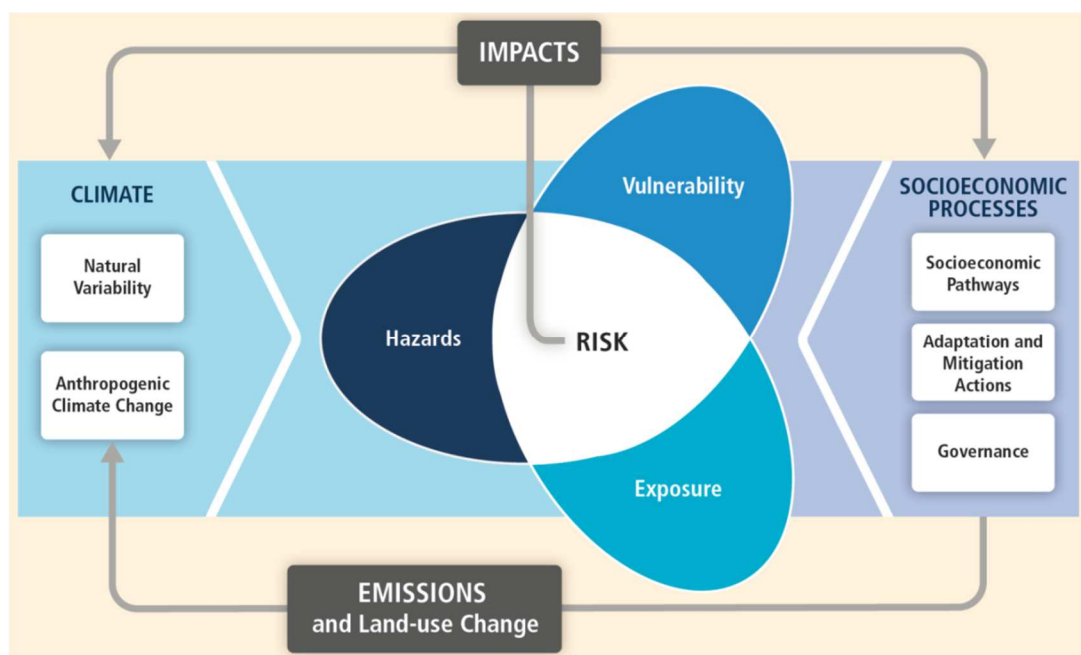 IMPACTS
CLIMATE
Natural
Variability
Anthropogenic
Climate Change
Vulnerability
Hazards
RISK
Exposure
SOCIOECONOMIC
PROCESSES
Socioeconomic
Pathways
Adaptation and
Mitigation
Actions
Governance
EMISSIONS
and Land-use Change